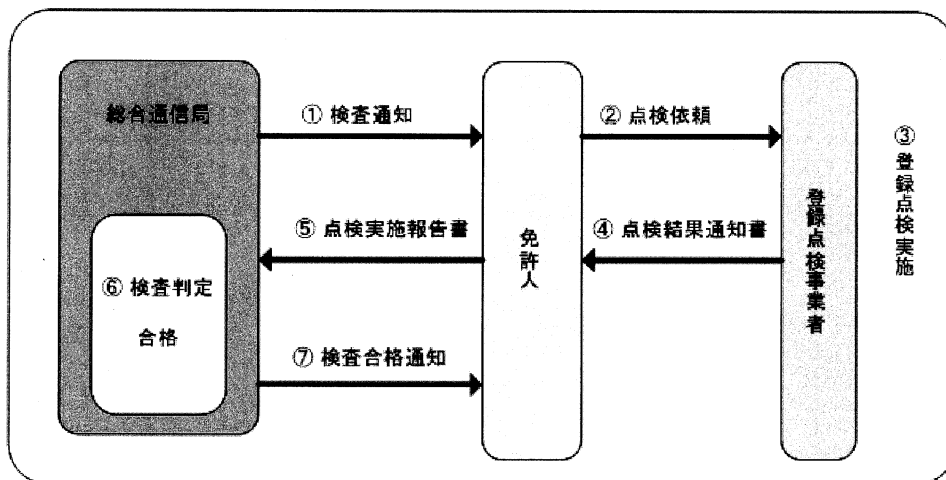 総合通信局
① 検査通知
② 点検依頼
③ 登録点検実施
⑤ 点検実施報告書
免許人
④ 点検結果通知書
登録点検事業者
⑥ 検査判定
合格
⑦ 検査合格通知